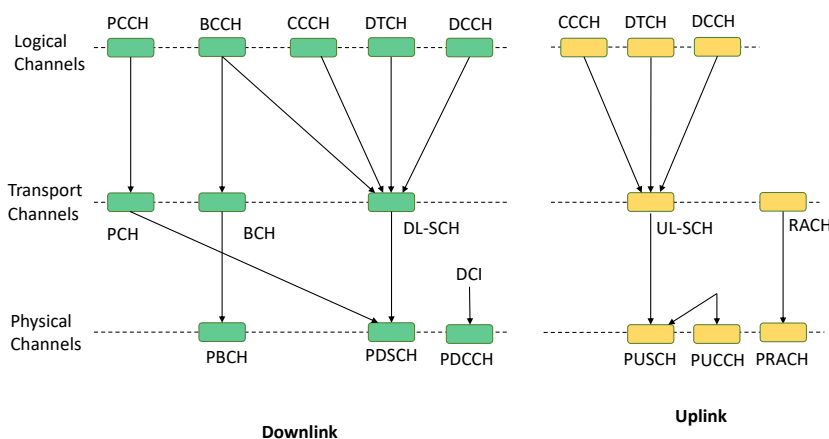 PCCH BCCH CCCH DTCH DCCH CCCH DTCH DCCH
Logical
Channels
Transport
Channels
PCH BCH DL-SCH UL-SCH RACH
DCI
Physical
Channels
PBCH PDSCH PDCCH PUSCH PUCCH PRACH
Downlink Uplink